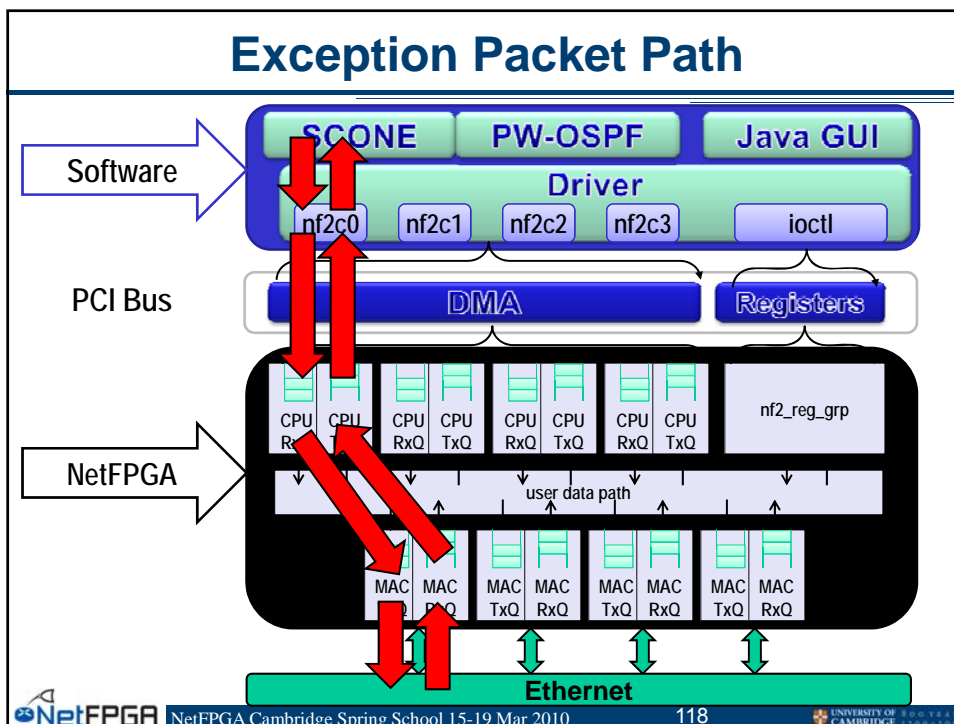 Exception Packet Path
SCONE PW-OSPF Java GUI
Software
Driver
nf2c0 nf2c1 nf2c2 nf2c3 ioctl
PCI Bus
DMA Registers
CPU RxQ
CPU
CPU RxQ
CPU TxQ
CPU RxQ
CPU TxQ
CPU RxQ
CPU TxQ
nf2_reg_grp
NetFPGA
user data path
MAC
MAC
MAC TxQ
MAC RxQ
MAC TxQ
MAC RxQ
MAC TxQ
MAC RxQ
Ethernet
NetFPGA NetFPGA Cambridge Spring School 15-19 Mar 2010 118 UNIVERSITY OF CAMBRIDGE